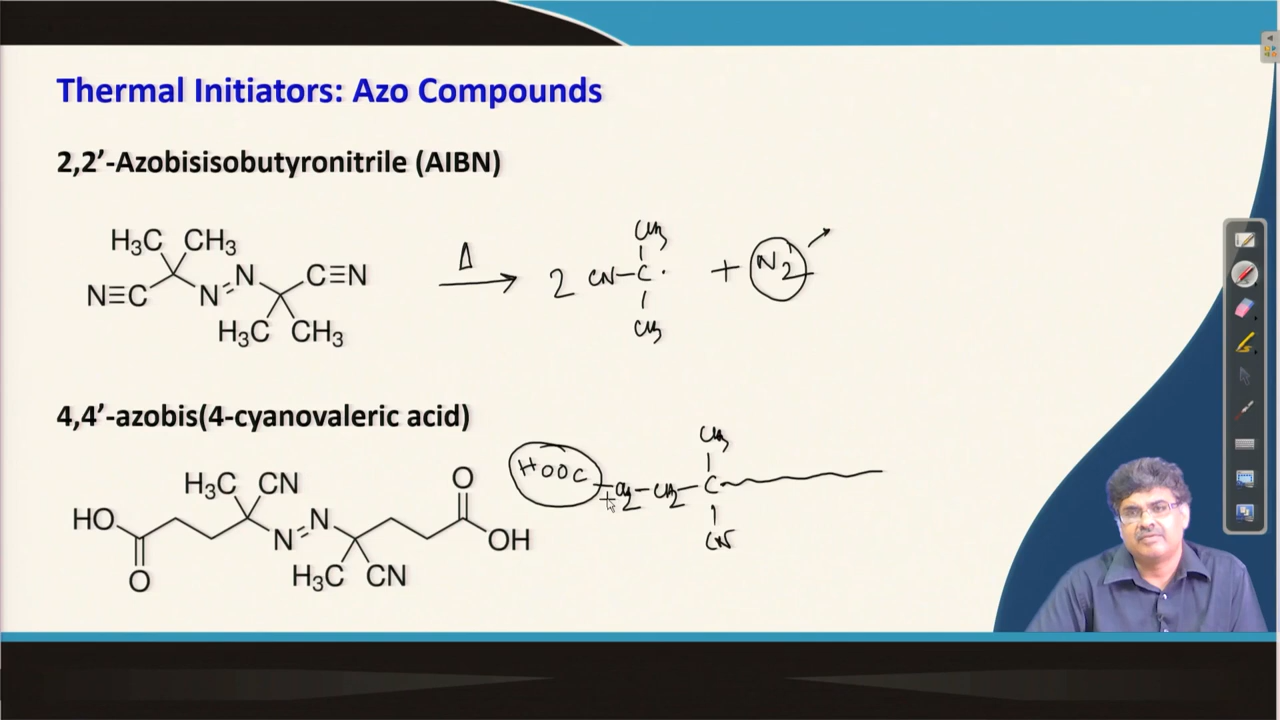 Thermal Initiators: Azo Compounds
2,2’-Azobisisobutyronitrile (AIBN)
H₃C CH₃
N≡C N=N C≡N
H₃C CH₃
Δ
CH₃
2 CN–C· + N₂
CH₃
4,4’-azobis(4-cyanovaleric acid)
H₃C CN O
HO N=N OH
O H₃C CN
CH₃
HOOC–CH₂–CH₂–C
CN